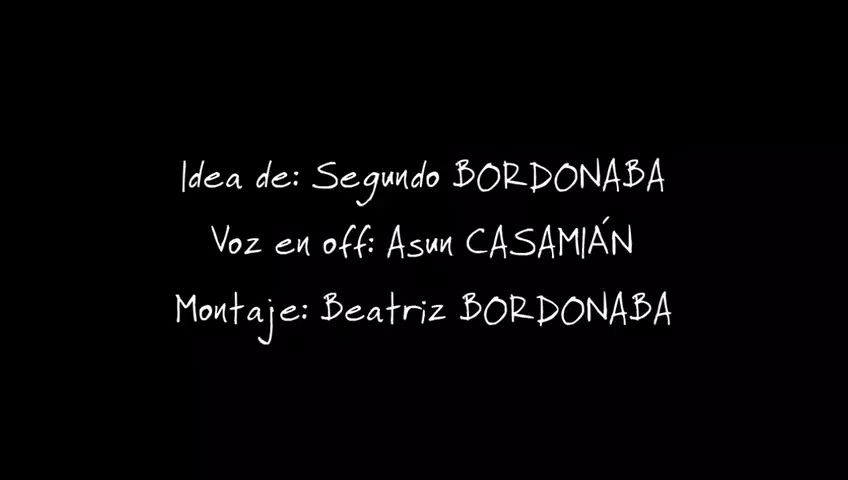 Idea de: Segundo BORDONABA
Voz en off: Asun CASAMIÁN
Montaje: Beatriz BORDONABA